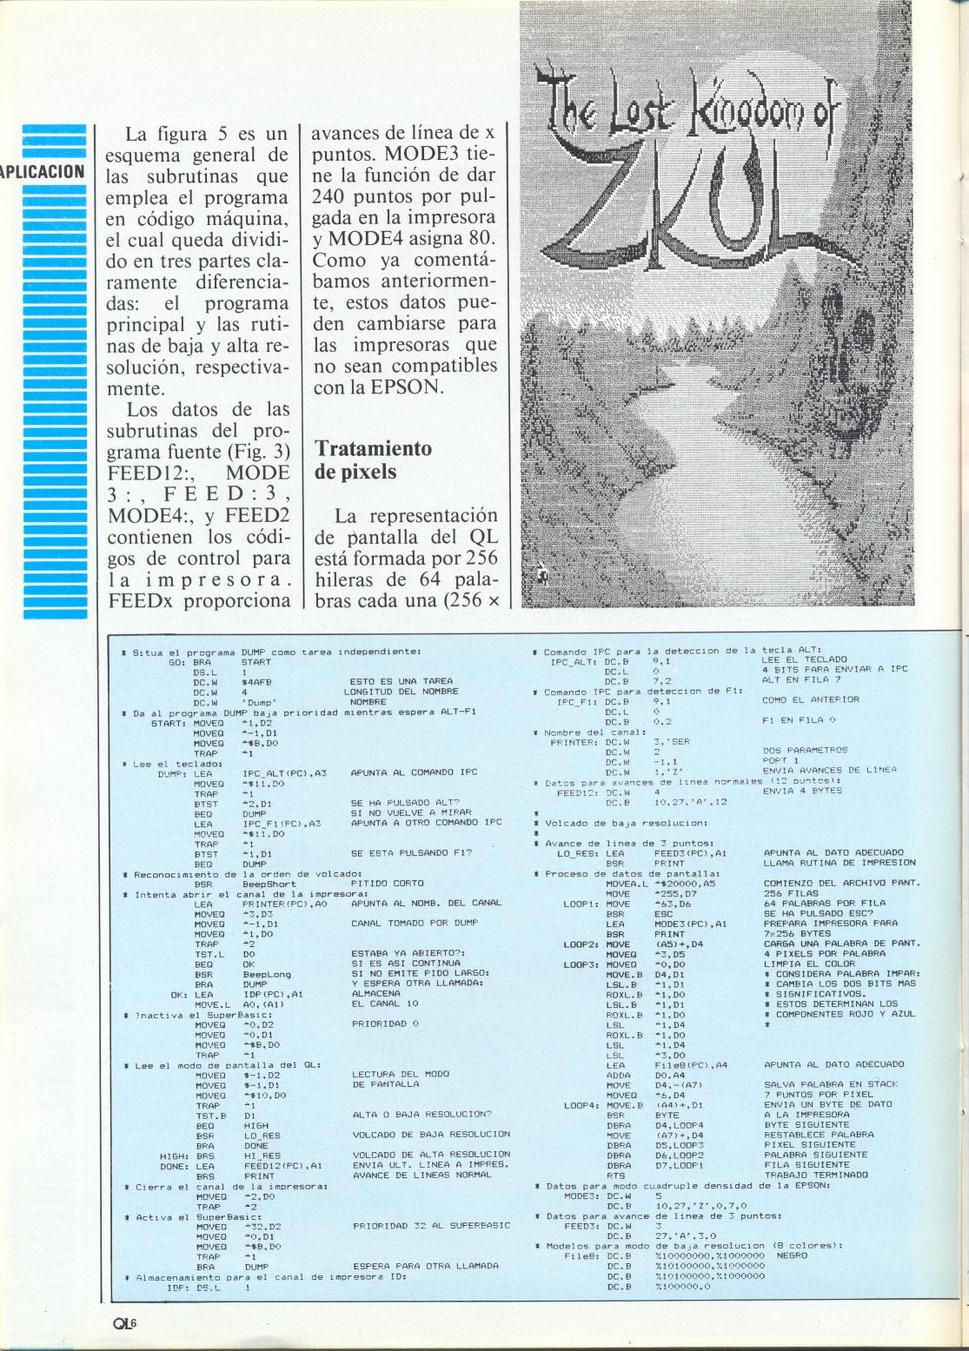 APLICACION
La figura 5 es un
esquema general de
las subrutinas que
emplea el programa
en código máquina,
el cual queda dividi-
do en tres partes cla-
ramente diferencia-
das: el programa
principal y las ruti-
nas de baja y alta re-
solución, respectiva-
mente.
Los datos de las
subrutinas del pro-
grama fuente (Fig. 3)
FEED12:, MODE
3:, FEED:3,
MODE4:, y FEED2
contienen los códi-
gos de control para
la impresora.
FEEDx proporciona
avances de línea de x
puntos. MODE3 tie-
ne la función de dar
240 puntos por pul-
gada en la impresora
y MODE4 asigna 80.
Como ya comentá-
bamos anteriormen-
te, estos datos pue-
den cambiarse para
las impresoras que
no sean compatibles
con la EPSON.
Tratamiento
de pixels
La representación
de pantalla del QL
está formada por 256
hileras de 64 pala-
bras cada una (256 ×
The Lost Kingdom of
ZKUL
* Situa el programa DUMP como tarea independiente:
GO: BRA START
DS.L 1
DC.W $4AFB ESTO ES UNA TAREA
DC.W 4 LONGITUD DEL NOMBRE
DC.W 'Dump' NOMBRE
* Da al programa DUMP baja prioridad mientras espera ALT-F1
START: MOVEQ ^1,D2
MOVEQ ^-1,D1
MOVEQ ^$B,D0
TRAP ^1
* Lee el teclado:
DUMP: LEA IPC_ALT(PC),A3 APUNTA AL COMANDO IPC
MOVEQ ^$11,D0
TRAP ^1
BTST ^2,D1 SE HA PULSADO ALT?
BEQ DUMP SI NO VUELVE A MIRAR
LEA IPC_F1(PC),A3 APUNTA A OTRO COMANDO IPC
MOVEQ ^$11,D0
TRAP ^1
BTST ^1,D1 SE ESTA PULSANDO F1?
BEQ DUMP
* Reconocimiento de la orden de volcado:
BSR BeepShort PITIDO CORTO
* Intenta abrir el canal de la impresora:
LEA PRINTER(PC),A0 APUNTA AL NOMB. DEL CANAL
MOVEQ ^3,D3
MOVEQ ^-1,D1 CANAL TOMADO POR DUMP
MOVEQ ^1,D0
TRAP ^2
TST.L D0 ESTABA YA ABIERTO?:
BEQ OK SI ES ASI CONTINUA
BSR BeepLong SI NO EMITE PIDO LARGO:
BRA DUMP Y ESPERA OTRA LLAMADA:
OK: LEA IDP(PC),A1 ALMACENA
MOVE.L A0,(A1) EL CANAL 10
* Inactiva el SuperBasic:
MOVEQ ^0,D2 PRIORIDAD 0
MOVEQ ^0,D1
MOVEQ ^$B,D0
TRAP ^1
* Lee el modo de pantalla del QL:
MOVEQ $-1,D2 LECTURA DEL MODO
MOVEQ $-1,D1 DE PANTALLA
MOVEQ ^$10,D0
TRAP ^1
TST.B D1 ALTA O BAJA RESOLUCION?
BEQ HIGH
BSR LO_RES VOLCADO DE BAJA RESOLUCION
BRA DONE
HIGH: BRS HI_RES VOLCADO DE ALTA RESOLUCION
DONE: LEA FEED12(PC),A1 ENVIA ULT. LINEA A IMPRES.
BRS PRINT AVANCE DE LINEAS NORMAL
* Cierra el canal de la impresora:
MOVEQ ^2,D0
TRAP ^2
* Activa el SuperBasic:
MOVEQ ^32,D2 PRIORIDAD 32 AL SUPERBASIC
MOVEQ ^0,D1
MOVEQ ^$B,D0
TRAP ^1
BRA DUMP ESPERA PARA OTRA LLAMADA
* Almacenamiento para el canal de impresora ID:
IDP: DS.L 1
* Comando IPC para la deteccion de la tecla ALT:
IPC_ALT: DC.B 9,1 LEE EL TECLADO
DC.L 0 4 BITS PARA ENVIAR A IPC
DC.B 7,2 ALT EN FILA 7
* Comando IPC para deteccion de F1:
IPC_F1: DC.B 9,1 COMO EL ANTERIOR
DC.L 0
DC.B 0,2 F1 EN FILA 0
* Nombre del canal:
PRINTER: DC.W 3,'SER
DC.W 2 DOS PARAMETROS
DC.W -1,1 PORT 1
DC.W 1,'Z' ENVIA AVANCES DE LINEA
* Datos para avances de linea normales (12 puntos):
FEED12: DC.W 4 ENVIA 4 BYTES
DC.B 10,27,'A',12
*
* Volcado de baja resolucion:
*
* Avance de linea de 3 puntos:
LO_RES: LEA FEED3(PC),A1 APUNTA AL DATO ADECUADO
BSR PRINT LLAMA RUTINA DE IMPRESION
* Proceso de datos de pantalla:
MOVEA.L ^$20000,A5 COMIENZO DEL ARCHIVO PANT.
MOVE ^255,D7 256 FILAS
LOOP1: MOVE ^63,D6 64 PALABRAS POR FILA
BSR ESC SE HA PULSADO ESC?
LEA MODE3(PC),A1 PREPARA IMPRESORA PARA
BSR PRINT 7x256 BYTES
LOOP2: MOVE (A5)+,D4 CARGA UNA PALABRA DE PANT.
MOVEQ ^3,D5 4 PIXELS POR PALABRA
LOOP3: MOVEQ ^0,D0 LIMPIA EL COLOR
MOVE.B D4,D1 * CONSIDERA PALABRA IMPAR:
LSL.B ^1,D1 * CAMBIA LOS DOS BITS MAS
ROXL.B ^1,D0 * SIGNIFICATIVOS.
LSL.B ^1,D1 * ESTOS DETERMINAN LOS
ROXL.B ^1,D0 * COMPONENTES ROJO Y AZUL
LSL ^1,D4 *
ROXL.B ^1,D0
LSL ^1,D4
LSL ^3,D0
LEA File8(PC),A4 APUNTA AL DATO ADECUADO
ADDA D0,A4
MOVE D4,-(A7) SALVA PALABRA EN STACK
MOVEQ ^6,D4 7 PUNTOS POR PIXEL
LOOP4: MOVE.B (A4)+,D1 ENVIA UN BYTE DE DATO
BSR BYTE A LA IMPRESORA
DBRA D4,LOOP4 BYTE SIGUIENTE
MOVE (A7)+,D4 RESTABLECE PALABRA
DBRA D5,LOOP3 PIXEL SIGUIENTE
DBRA D6,LOOP2 PALABRA SIGUIENTE
DBRA D7,LOOP1 FILA SIGUIENTE
RTS TRABAJO TERMINADO
* Datos para modo cuadruple densidad de la EPSON:
MODE3: DC.W 5
DC.B 10,27,'Z',0,7,0
* Datos para avance de linea de 3 puntos:
FEED3: DC.W 3
DC.B 27,'A',3,0
* Modelos para modo de baja resolucion (8 colores):
File8: DC.B %10000000,%1000000 NEGRO
DC.B %10100000,%1000000
DC.B %10100000,%1000000
DC.B %100000,0
QL6